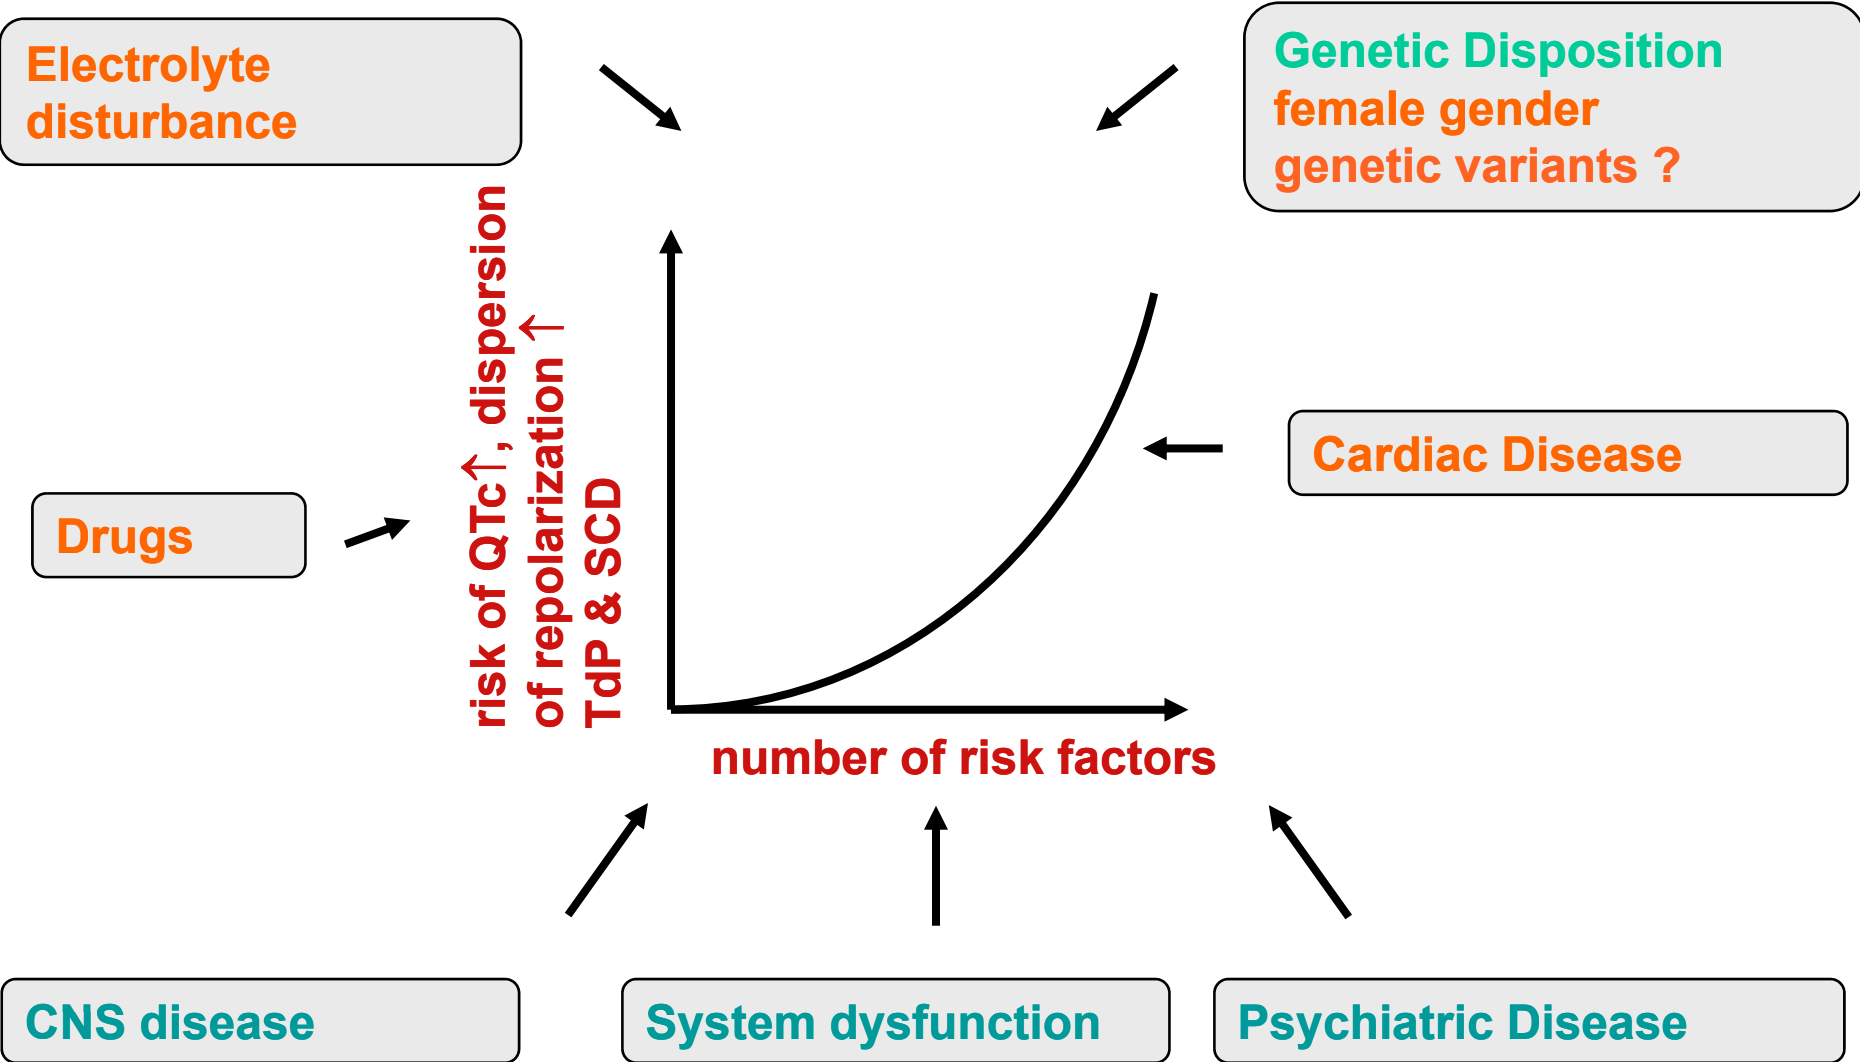 Electrolyte
disturbance
Genetic Disposition
female gender
genetic variants ?
risk of QTc↑, dispersion
of repolarization ↑
TdP & SCD
Cardiac Disease
Drugs
number of risk factors
CNS disease
System dysfunction
Psychiatric Disease